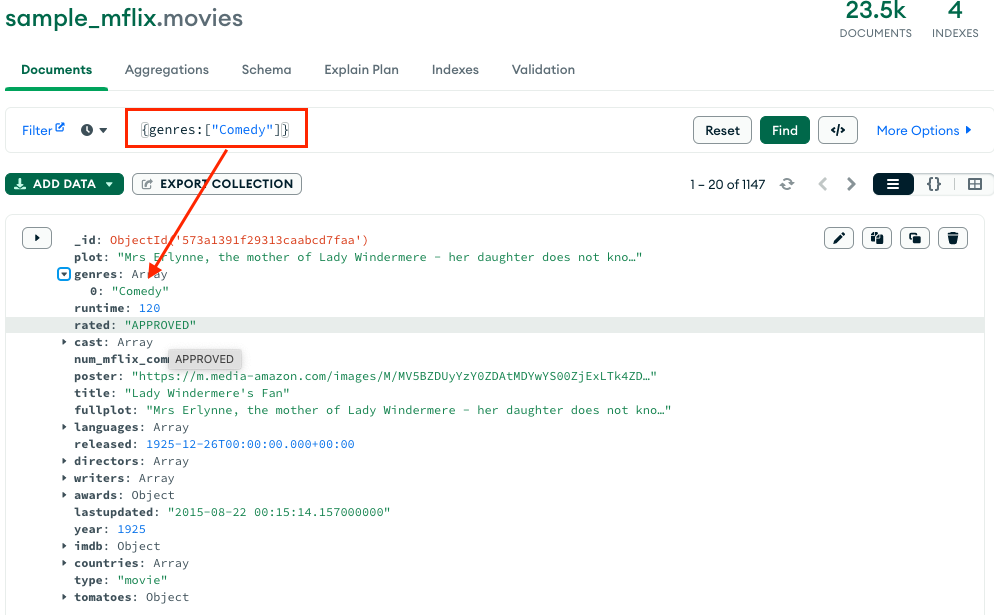 sample_mflix.movies
23.5k 4
DOCUMENTS INDEXES
Documents Aggregations Schema Explain Plan Indexes Validation
Filter {genres:["Comedy"]} Reset Find </> More Options
ADD DATA EXPORT COLLECTION 1 – 20 of 1147 {}
_id: ObjectId('573a1391f29313caabcd7faa')
plot: "Mrs Erlynne, the mother of Lady Windermere - her daughter does not kno…"
genres: Array
0: "Comedy"
runtime: 120
rated: "APPROVED"
cast: Array
num_mflix_com APPROVED
poster: "https://m.media-amazon.com/images/M/MV5BZDUyYzY0ZDAtMDYwYS00ZjExLTk4ZD…"
title: "Lady Windermere's Fan"
fullplot: "Mrs Erlynne, the mother of Lady Windermere - her daughter does not kno…"
languages: Array
released: 1925-12-26T00:00:00.000+00:00
directors: Array
writers: Array
awards: Object
lastupdated: "2015-08-22 00:15:14.157000000"
year: 1925
imdb: Object
countries: Array
type: "movie"
tomatoes: Object